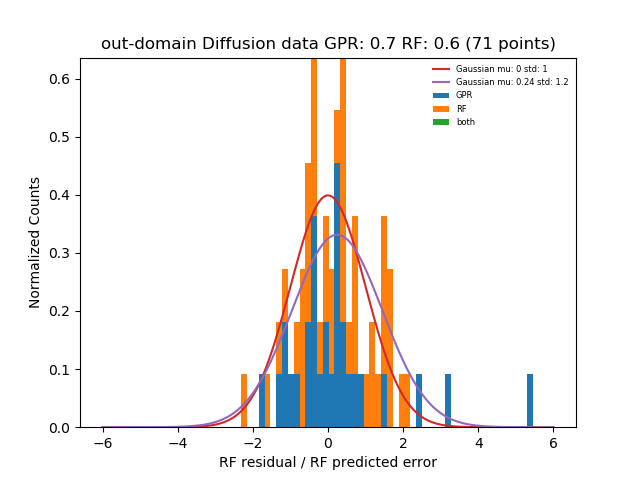 out-domain Diffusion data GPR: 0.7 RF: 0.6 (71 points)
Gaussian mu: 0 std: 1
Gaussian mu: 0.24 std: 1.2
GPR
RF
both
Normalized Counts
0.6
0.5
0.4
0.3
0.2
0.1
0.0
−6 −4 −2 0 2 4 6
RF residual / RF predicted error